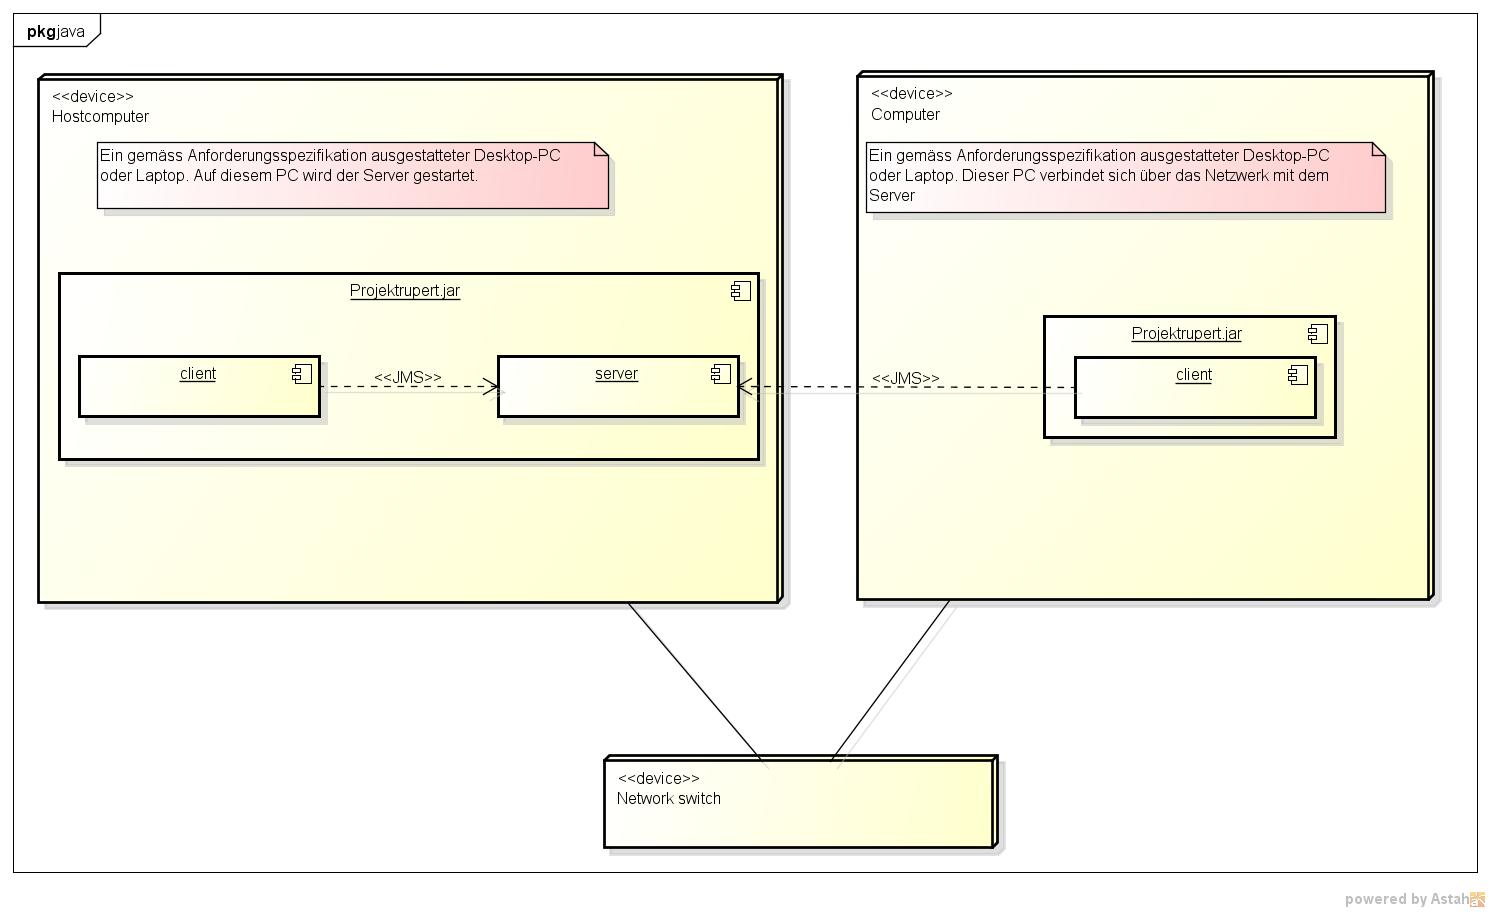 pkg java
<<device>>
Hostcomputer
Ein gemäss Anforderungsspezifikation ausgestatteter Desktop-PC
oder Laptop. Auf diesem PC wird der Server gestartet.
Projektrupert.jar
client
<<JMS>>
server
<<device>>
Computer
Ein gemäss Anforderungsspezifikation ausgestatteter Desktop-PC
oder Laptop. Dieser PC verbindet sich über das Netzwerk mit dem
Server
<<JMS>>
Projektrupert.jar
client
<<device>>
Network switch
powered by Astah